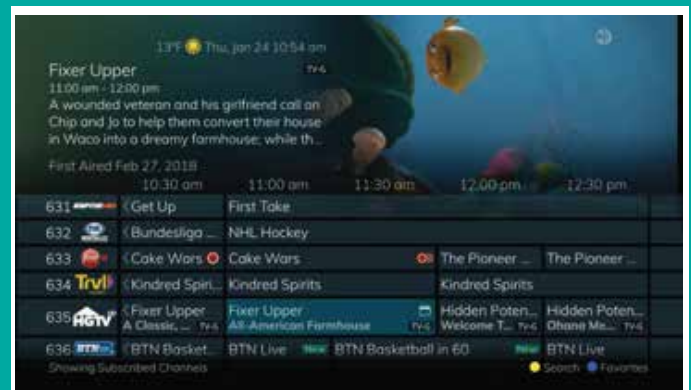 13°F Thu, Jan 24 10:54 am
Fixer Upper TV-G
11:00 am - 12:00 pm
A wounded veteran and his girlfriend call on
Chip and Jo to help them convert their house
in Waco into a dreamy farmhouse; while th...
First Aired Feb 27, 2018
10:30 am 11:00 am 11:30 am 12:00 pm 12:30 pm
631 Get Up First Take
632 FOX Bundesliga ... NHL Hockey
633 Cake Wars Cake Wars The Pioneer ... The Pioneer ...
634 Trvl Kindred Spiri... Kindred Spirits Kindred Spirits
635 HGTV Fixer Upper Fixer Upper Hidden Poten... Hidden Poten...
A Classic, ... TV-G All-American Farmhouse TV-G Welcome T... TV-G Ohana Me... TV-G
636 BTN BTN Basket... BTN Live New BTN Basketball in 60 New BTN Live
Showing Subscribed Channels Search Favorites